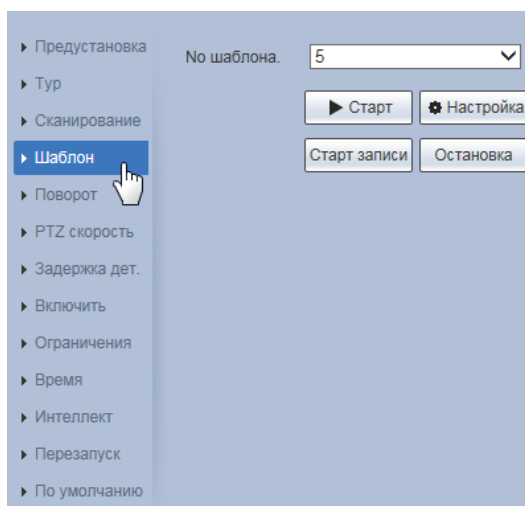 Предустановка
Тур
Сканирование
Шаблон
Поворот
PTZ скорость
Задержка дет.
Включить
Ограничения
Время
Интеллект
Перезапуск
По умолчанию
No шаблона. 5
Старт Настройка
Старт записи Остановка